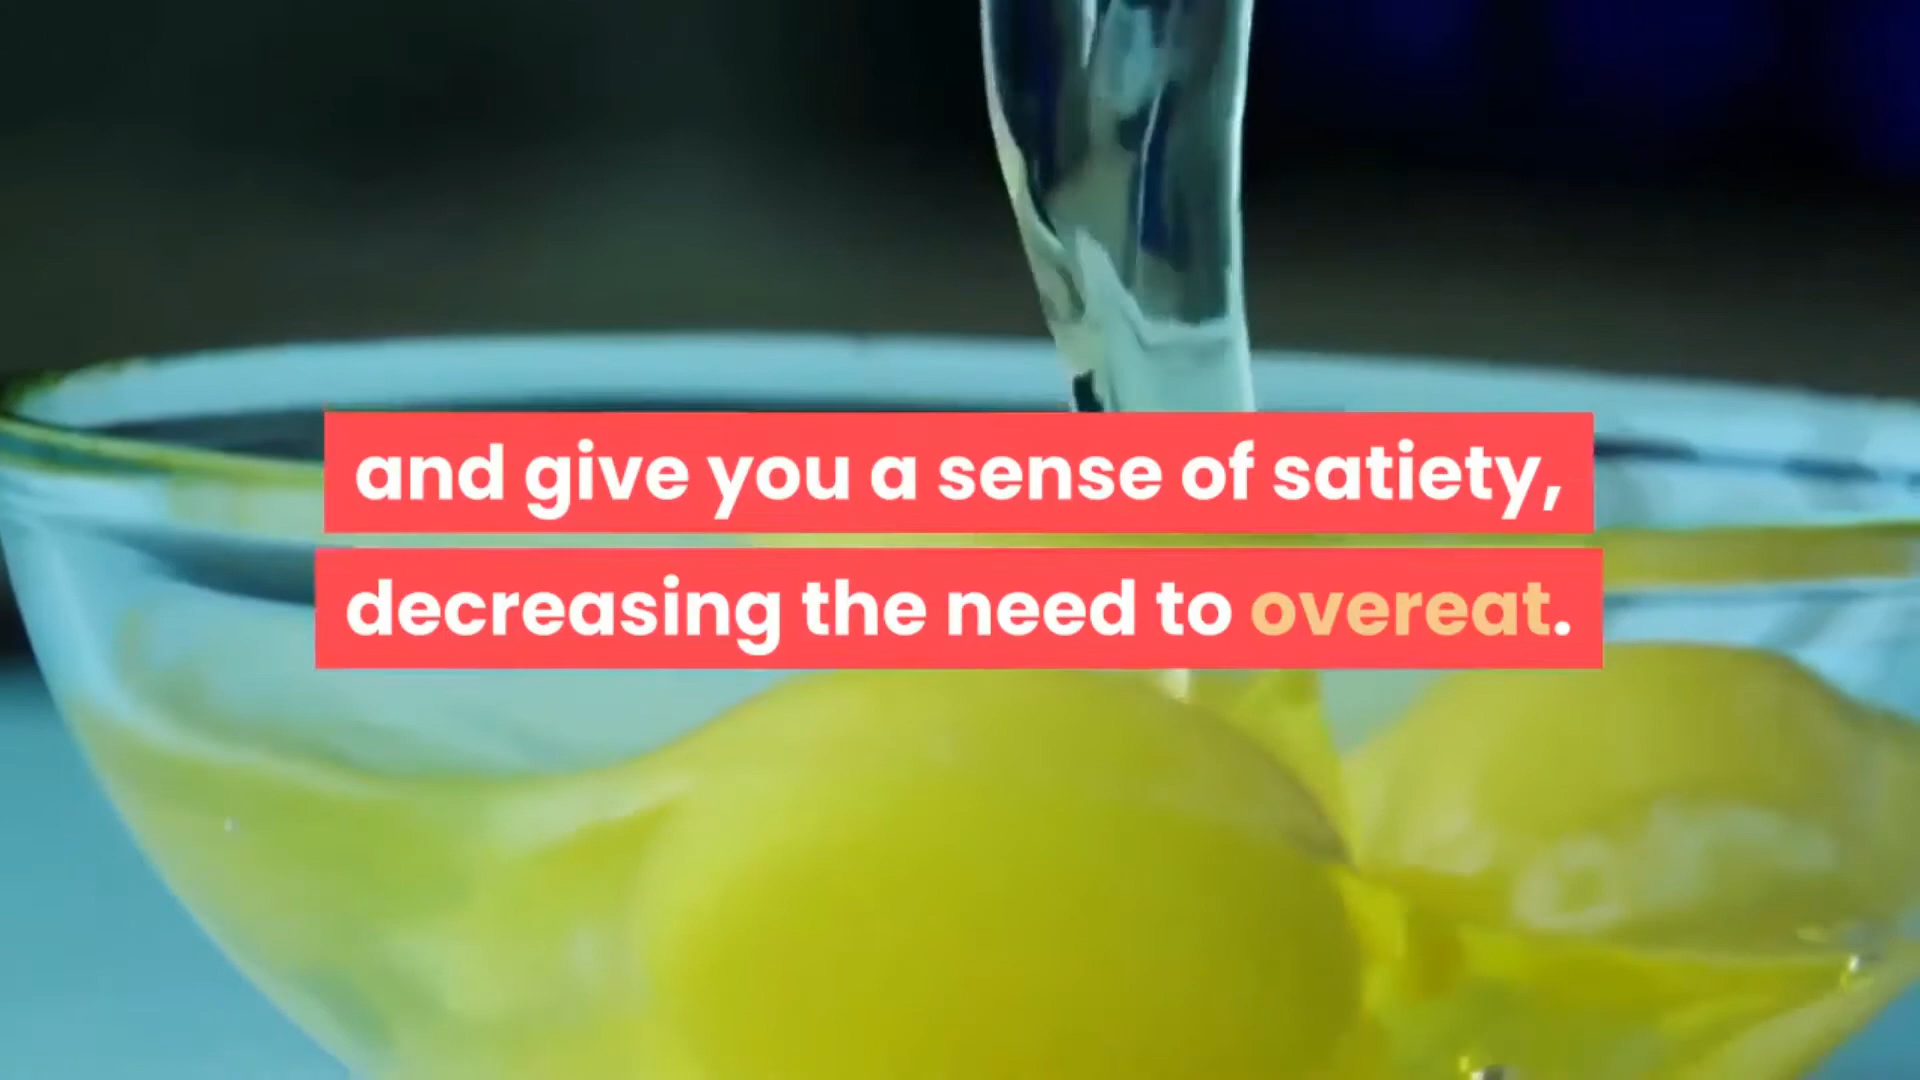 and give you a sense of satiety,
decreasing the need to overeat.